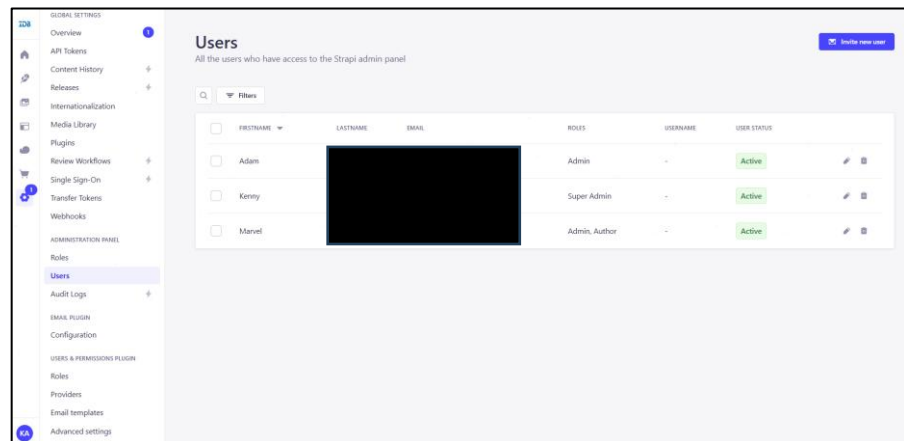 ZDB
GLOBAL SETTINGS
Overview
1
API Tokens
Content History
Releases
Internationalization
Media Library
Plugins
Review Workflows
Single Sign-On
Transfer Tokens
Webhooks
1
ADMINISTRATION PANEL
Roles
Users
Audit Logs
EMAIL PLUGIN
Configuration
USERS & PERMISSIONS PLUGIN
Roles
Providers
Email templates
Advanced settings
KA
Users
All the users who have access to the Strapi admin panel
Invite new user
Filters
FIRSTNAME LASTNAME EMAIL ROLES USERNAME USER STATUS
Adam Admin - Active
Kenny Super Admin - Active
Marvel Admin, Author - Active